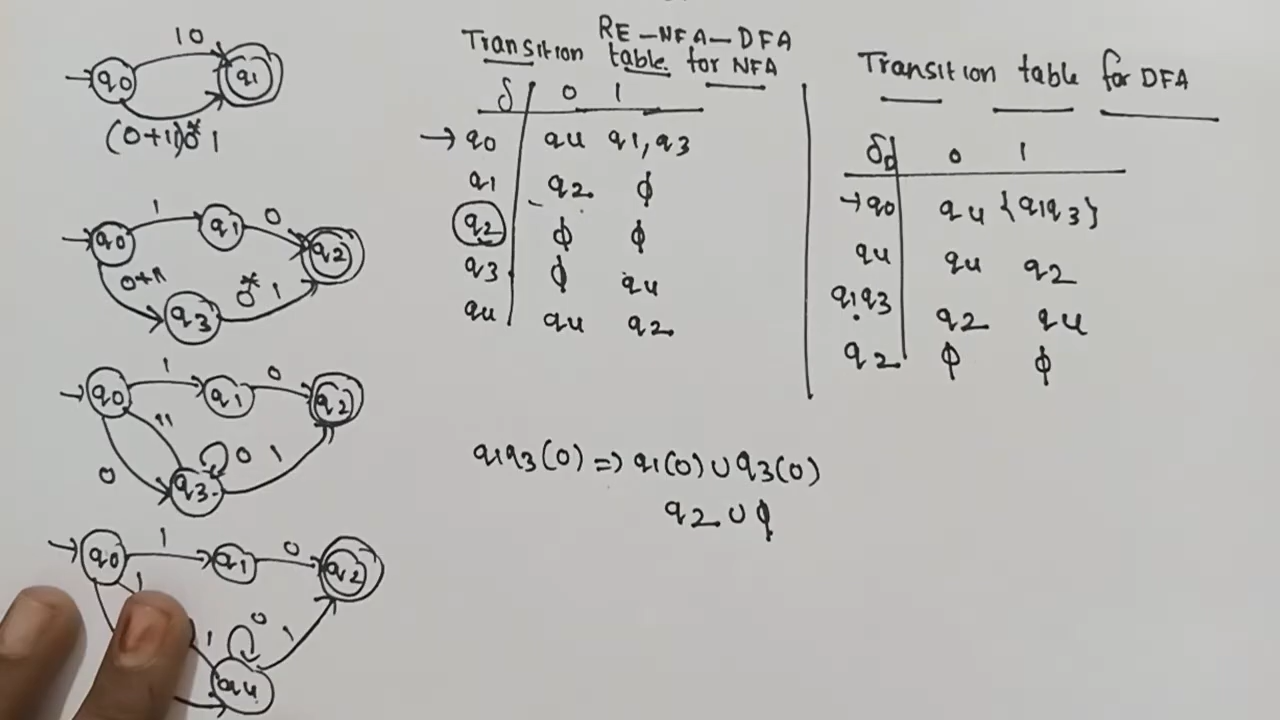 10
q0 q1
(0+11)0*1
1 0
q0 q1 q2
0+11 0* 1
q3
1 0
q0 q1 q2
11
0 0 1
q3
1 0
q0 q1 q2
1
1 0 1
q4
RE-NFA-DFA
Transition table for NFA
δ 0 1
→q0 q4 q1,q3
q1 q2 ϕ
q2 ϕ ϕ
q3 ϕ q4
q4 q4 q2
Transition table for DFA
δd 0 1
→q0 q4 {q1q3}
q4 q4 q2
q1q3 q2 q4
q2 ϕ ϕ
q1q3(0)=> q1(0)∪q3(0)
q2∪ϕ